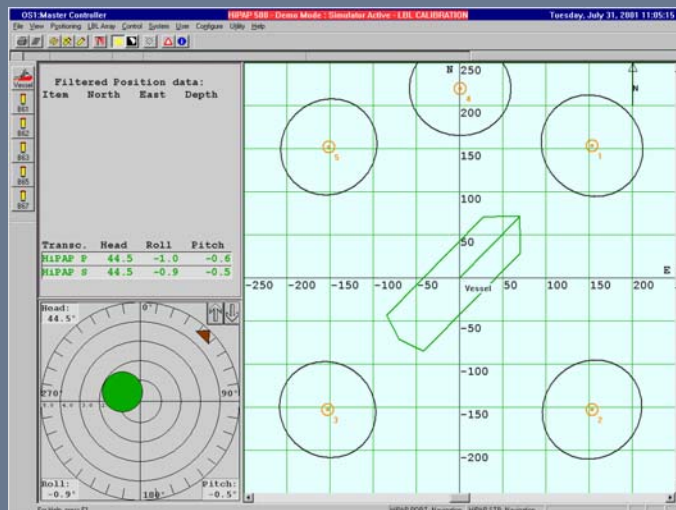 OS1:Master Controller
HiPAP 500 - Demo Mode : Simulator Active - LBL CALIBRATION
Tuesday, July 31, 2001 11:05:15
File View Positioning LBL Array Control System User Configure Utility Help
Vessel
B61
B62
B63
B65
B67
Filtered Position data:
Item North East Depth
Transc. Head Roll Pitch
HiPAP P 44.5 -1.0 -0.6
HiPAP S 44.5 -0.9 -0.5
Head:
44.5°
0°
270°
90°
180°
Roll:
-0.9°
Pitch:
-0.5°
N
250
200
150
100
50
-50
-100
-150
-200
-250 -200 -150 -100 -50 50 100 150 200
E
N
Vessel
4
5
1
3
2